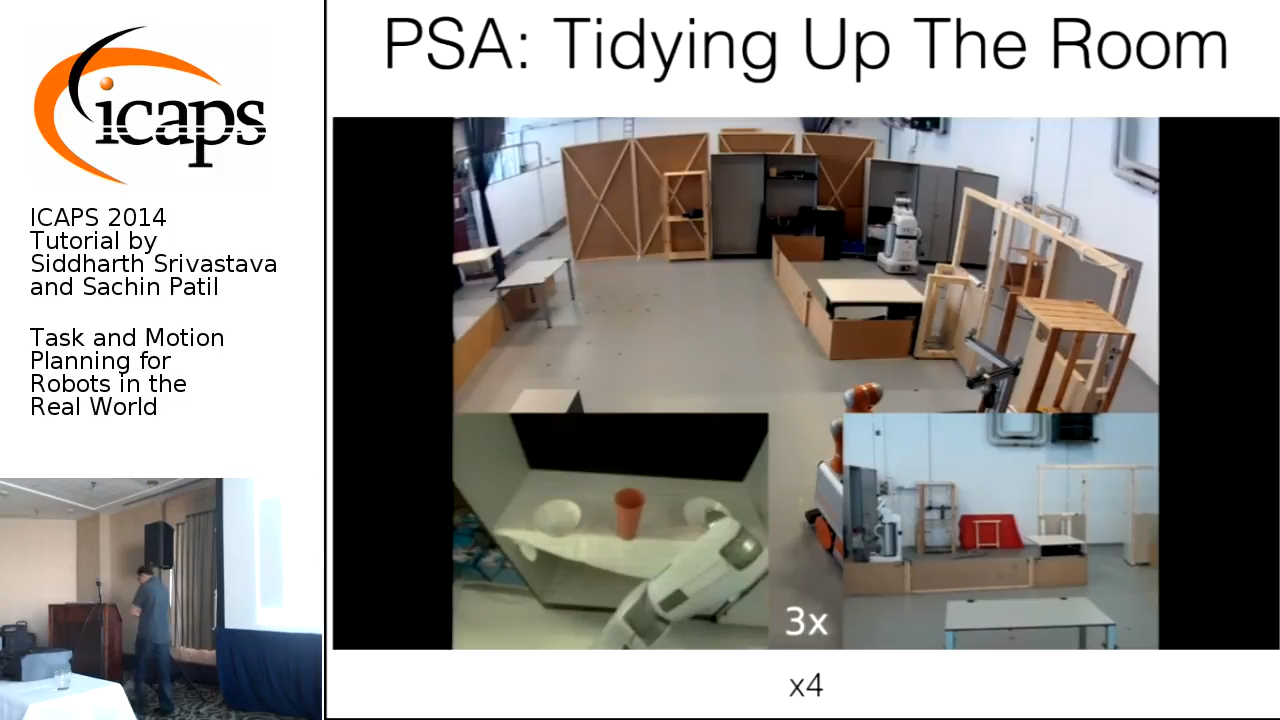 icaps
ICAPS 2014
Tutorial by
Siddharth Srivastava
and Sachin Patil
Task and Motion
Planning for
Robots in the
Real World
PSA: Tidying Up The Room
3x
x4